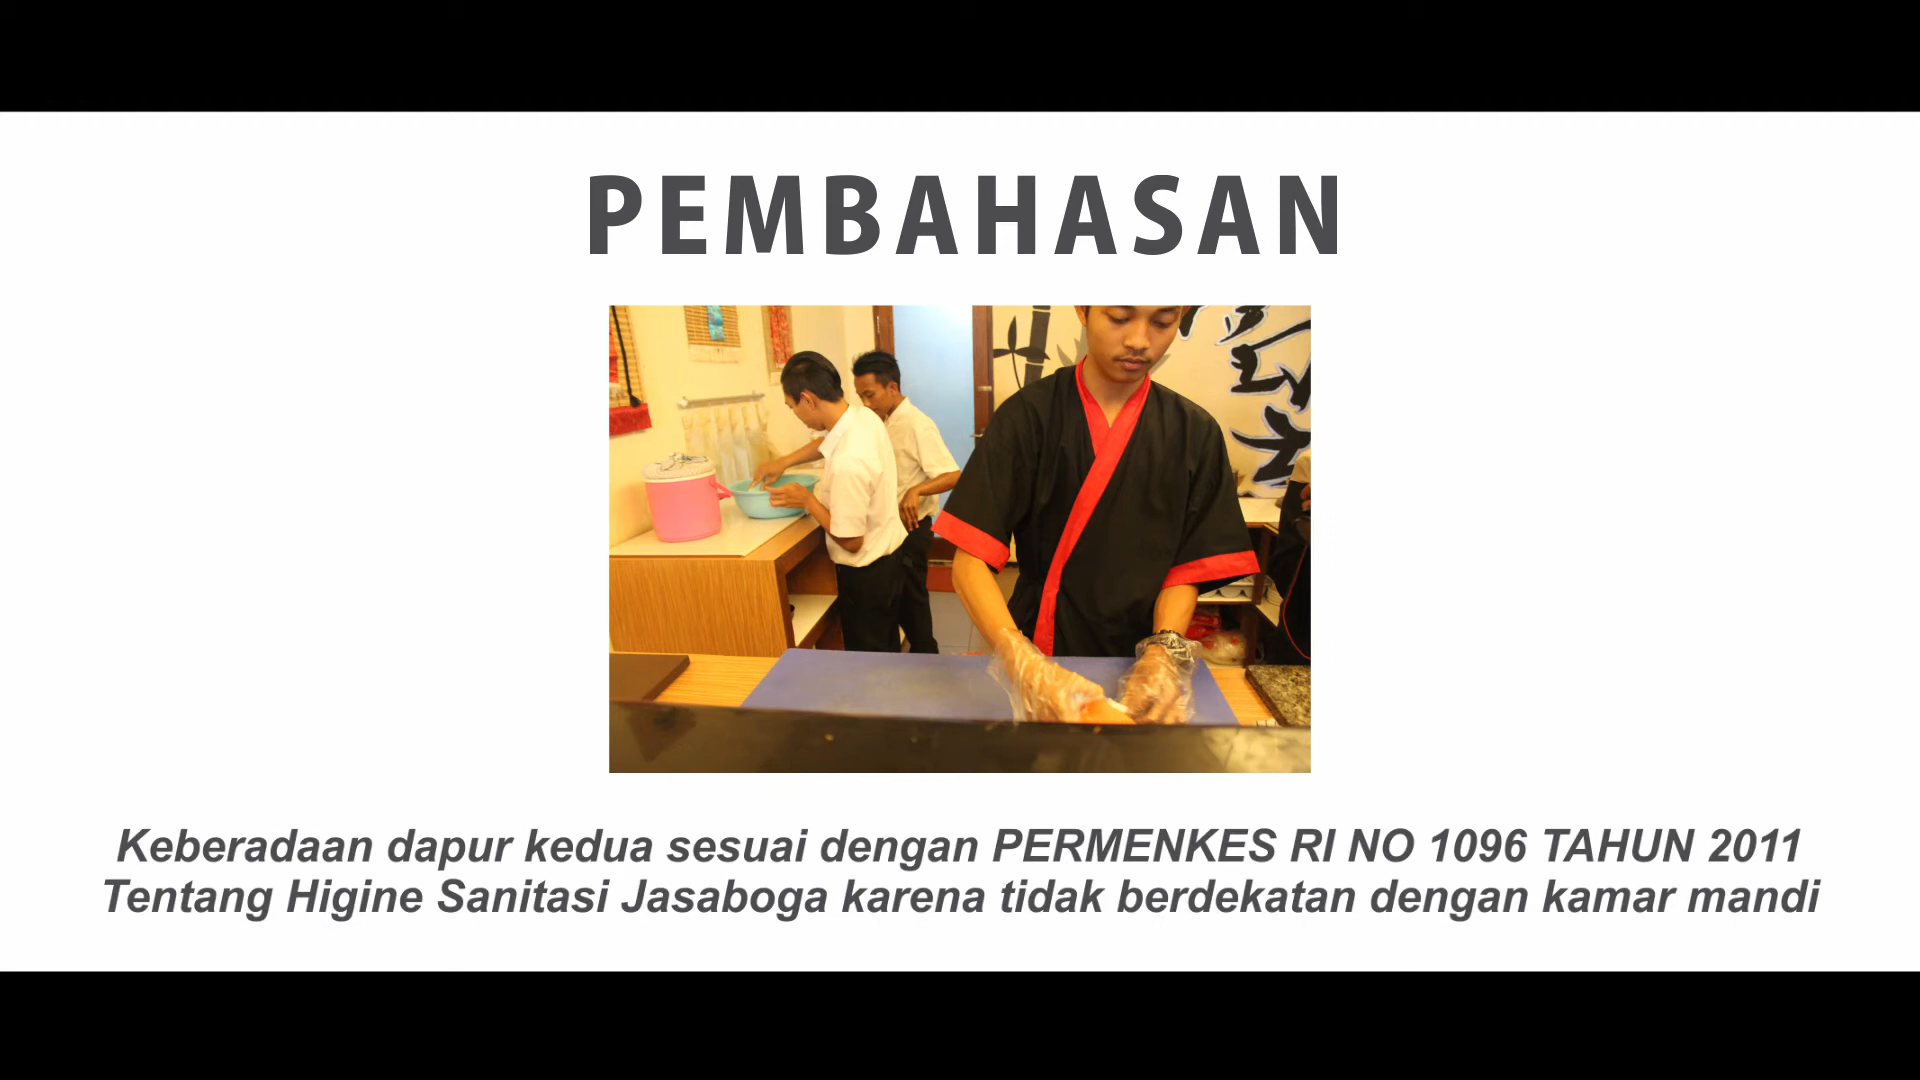 PEMBAHASAN
Keberadaan dapur kedua sesuai dengan PERMENKES RI NO 1096 TAHUN 2011
Tentang Higine Sanitasi Jasaboga karena tidak berdekatan dengan kamar mandi